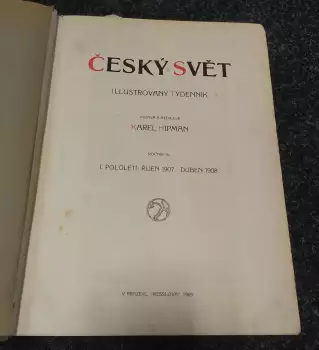 ČESKÝ SVĚT
ILLUSTROVANÝ TÝDENNÍK
KAREL HIPMAN
I. POLOLETÍ: ŘÍJEN 1907 DUBEN 1908